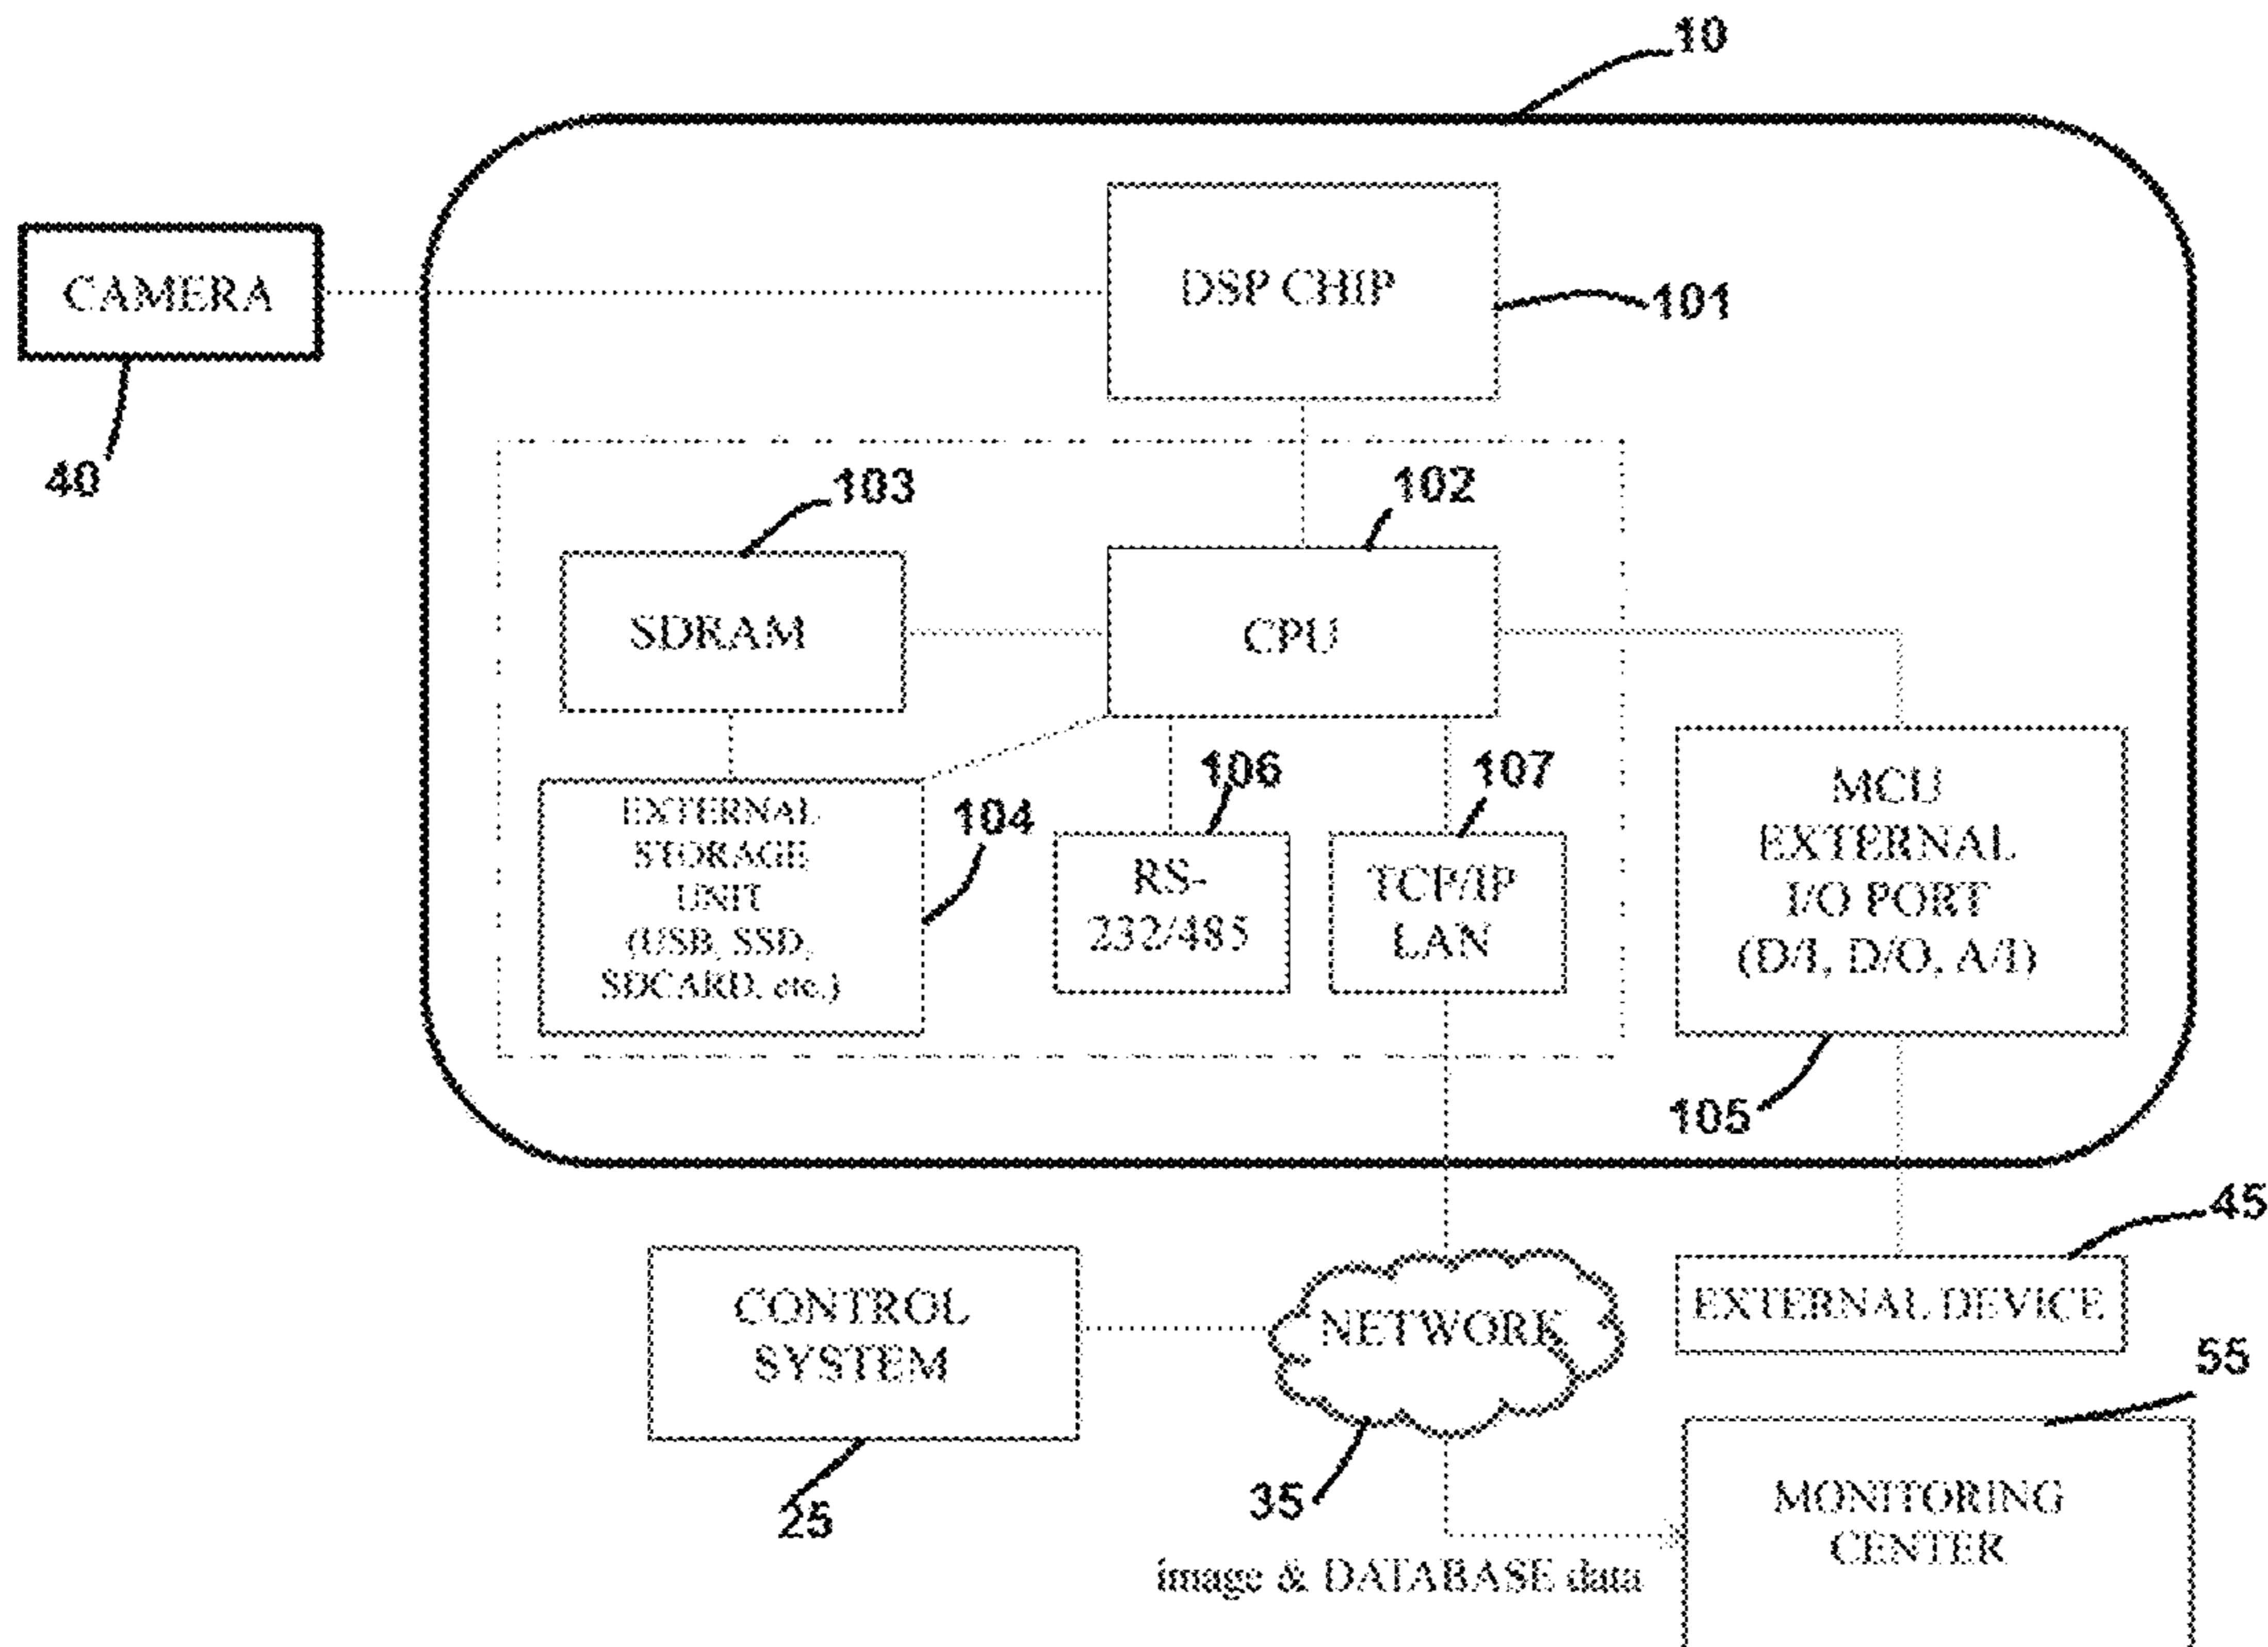 10
CAMERA
40
DSP CHIP
101
103
102
SDRAM
CPU
EXTERNAL
STORAGE
UNIT
(USB, SSD,
SDCARD, etc.)
104
106
RS-
232/485
107
TCP/IP
LAN
MCU
EXTERNAL
I/O PORT
(D/I, D/O, A/I)
105
45
CONTROL
SYSTEM
25
NETWORK
35
EXTERNAL DEVICE
55
MONITORING
CENTER
image & DATABASE data